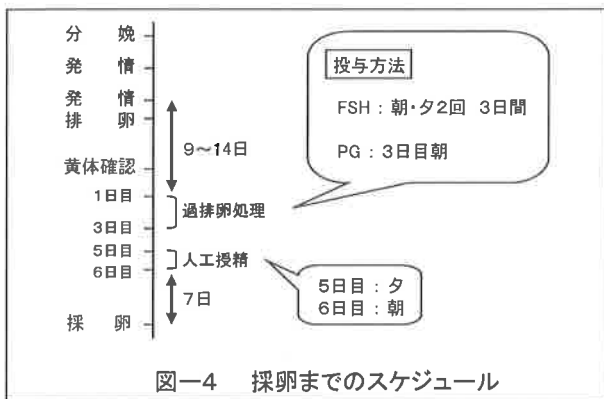 分　娩
発　情
発　情
排　卵
9〜14日
黄体確認
1日目
過排卵処理
3日目
5日目
人工授精
6日目
7日
採　卵
投与方法
FSH：朝・夕2回　3日間
PG：3日目朝
5日目：夕
6日目：朝
図ー4　採卵までのスケジュール